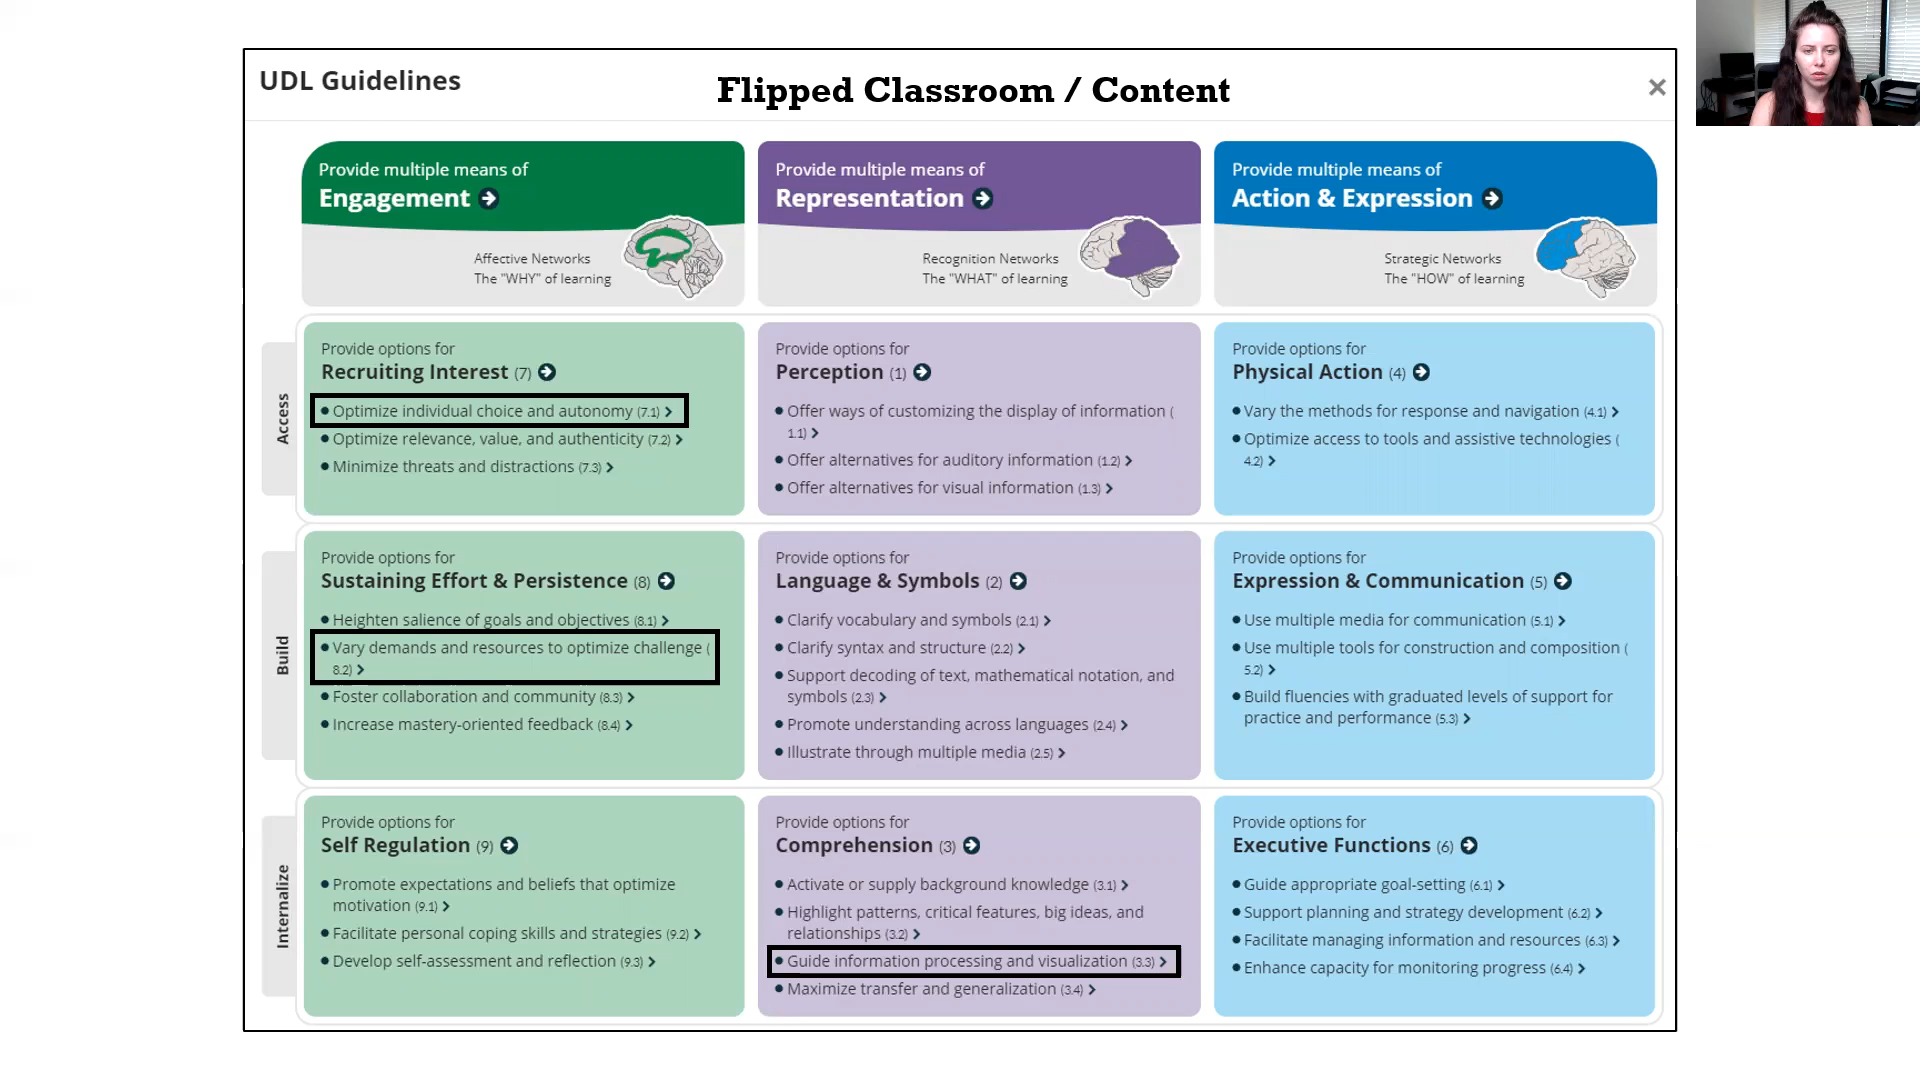 UDL Guidelines
Flipped Classroom / Content
Provide multiple means of
Engagement
Affective Networks
The "WHY" of learning
Provide multiple means of
Representation
Recognition Networks
The "WHAT" of learning
Provide multiple means of
Action & Expression
Strategic Networks
The "HOW" of learning
Access
Provide options for
Recruiting Interest (7)
Optimize individual choice and autonomy (7.1)
Optimize relevance, value, and authenticity (7.2)
Minimize threats and distractions (7.3)
Provide options for
Perception (1)
Offer ways of customizing the display of information (
1.1)
Offer alternatives for auditory information (1.2)
Offer alternatives for visual information (1.3)
Provide options for
Physical Action (4)
Vary the methods for response and navigation (4.1)
Optimize access to tools and assistive technologies (
4.2)
Build
Provide options for
Sustaining Effort & Persistence (8)
Heighten salience of goals and objectives (8.1)
Vary demands and resources to optimize challenge (
8.2)
Foster collaboration and community (8.3)
Increase mastery-oriented feedback (8.4)
Provide options for
Language & Symbols (2)
Clarify vocabulary and symbols (2.1)
Clarify syntax and structure (2.2)
Support decoding of text, mathematical notation, and
symbols (2.3)
Promote understanding across languages (2.4)
Illustrate through multiple media (2.5)
Provide options for
Expression & Communication (5)
Use multiple media for communication (5.1)
Use multiple tools for construction and composition (
5.2)
Build fluencies with graduated levels of support for
practice and performance (5.3)
Internalize
Provide options for
Self Regulation (9)
Promote expectations and beliefs that optimize
motivation (9.1)
Facilitate personal coping skills and strategies (9.2)
Develop self-assessment and reflection (9.3)
Provide options for
Comprehension (3)
Activate or supply background knowledge (3.1)
Highlight patterns, critical features, big ideas, and
relationships (3.2)
Guide information processing and visualization (3.3)
Maximize transfer and generalization (3.4)
Provide options for
Executive Functions (6)
Guide appropriate goal-setting (6.1)
Support planning and strategy development (6.2)
Facilitate managing information and resources (6.3)
Enhance capacity for monitoring progress (6.4)